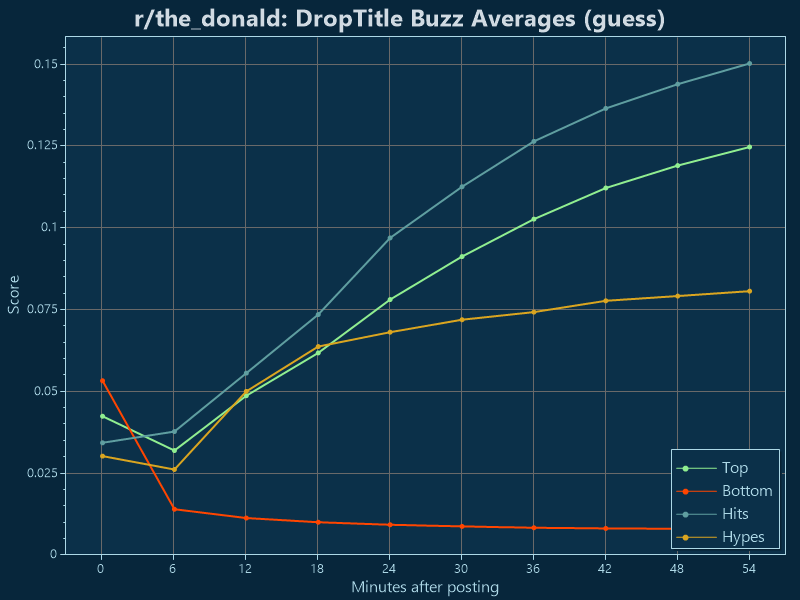 r/the_donald: DropTitle Buzz Averages (guess)
0.15
0.125
0.1
0.075
0.05
0.025
0
Score
0 6 12 18 24 30 36 42 48 54
Minutes after posting
Top
Bottom
Hits
Hypes